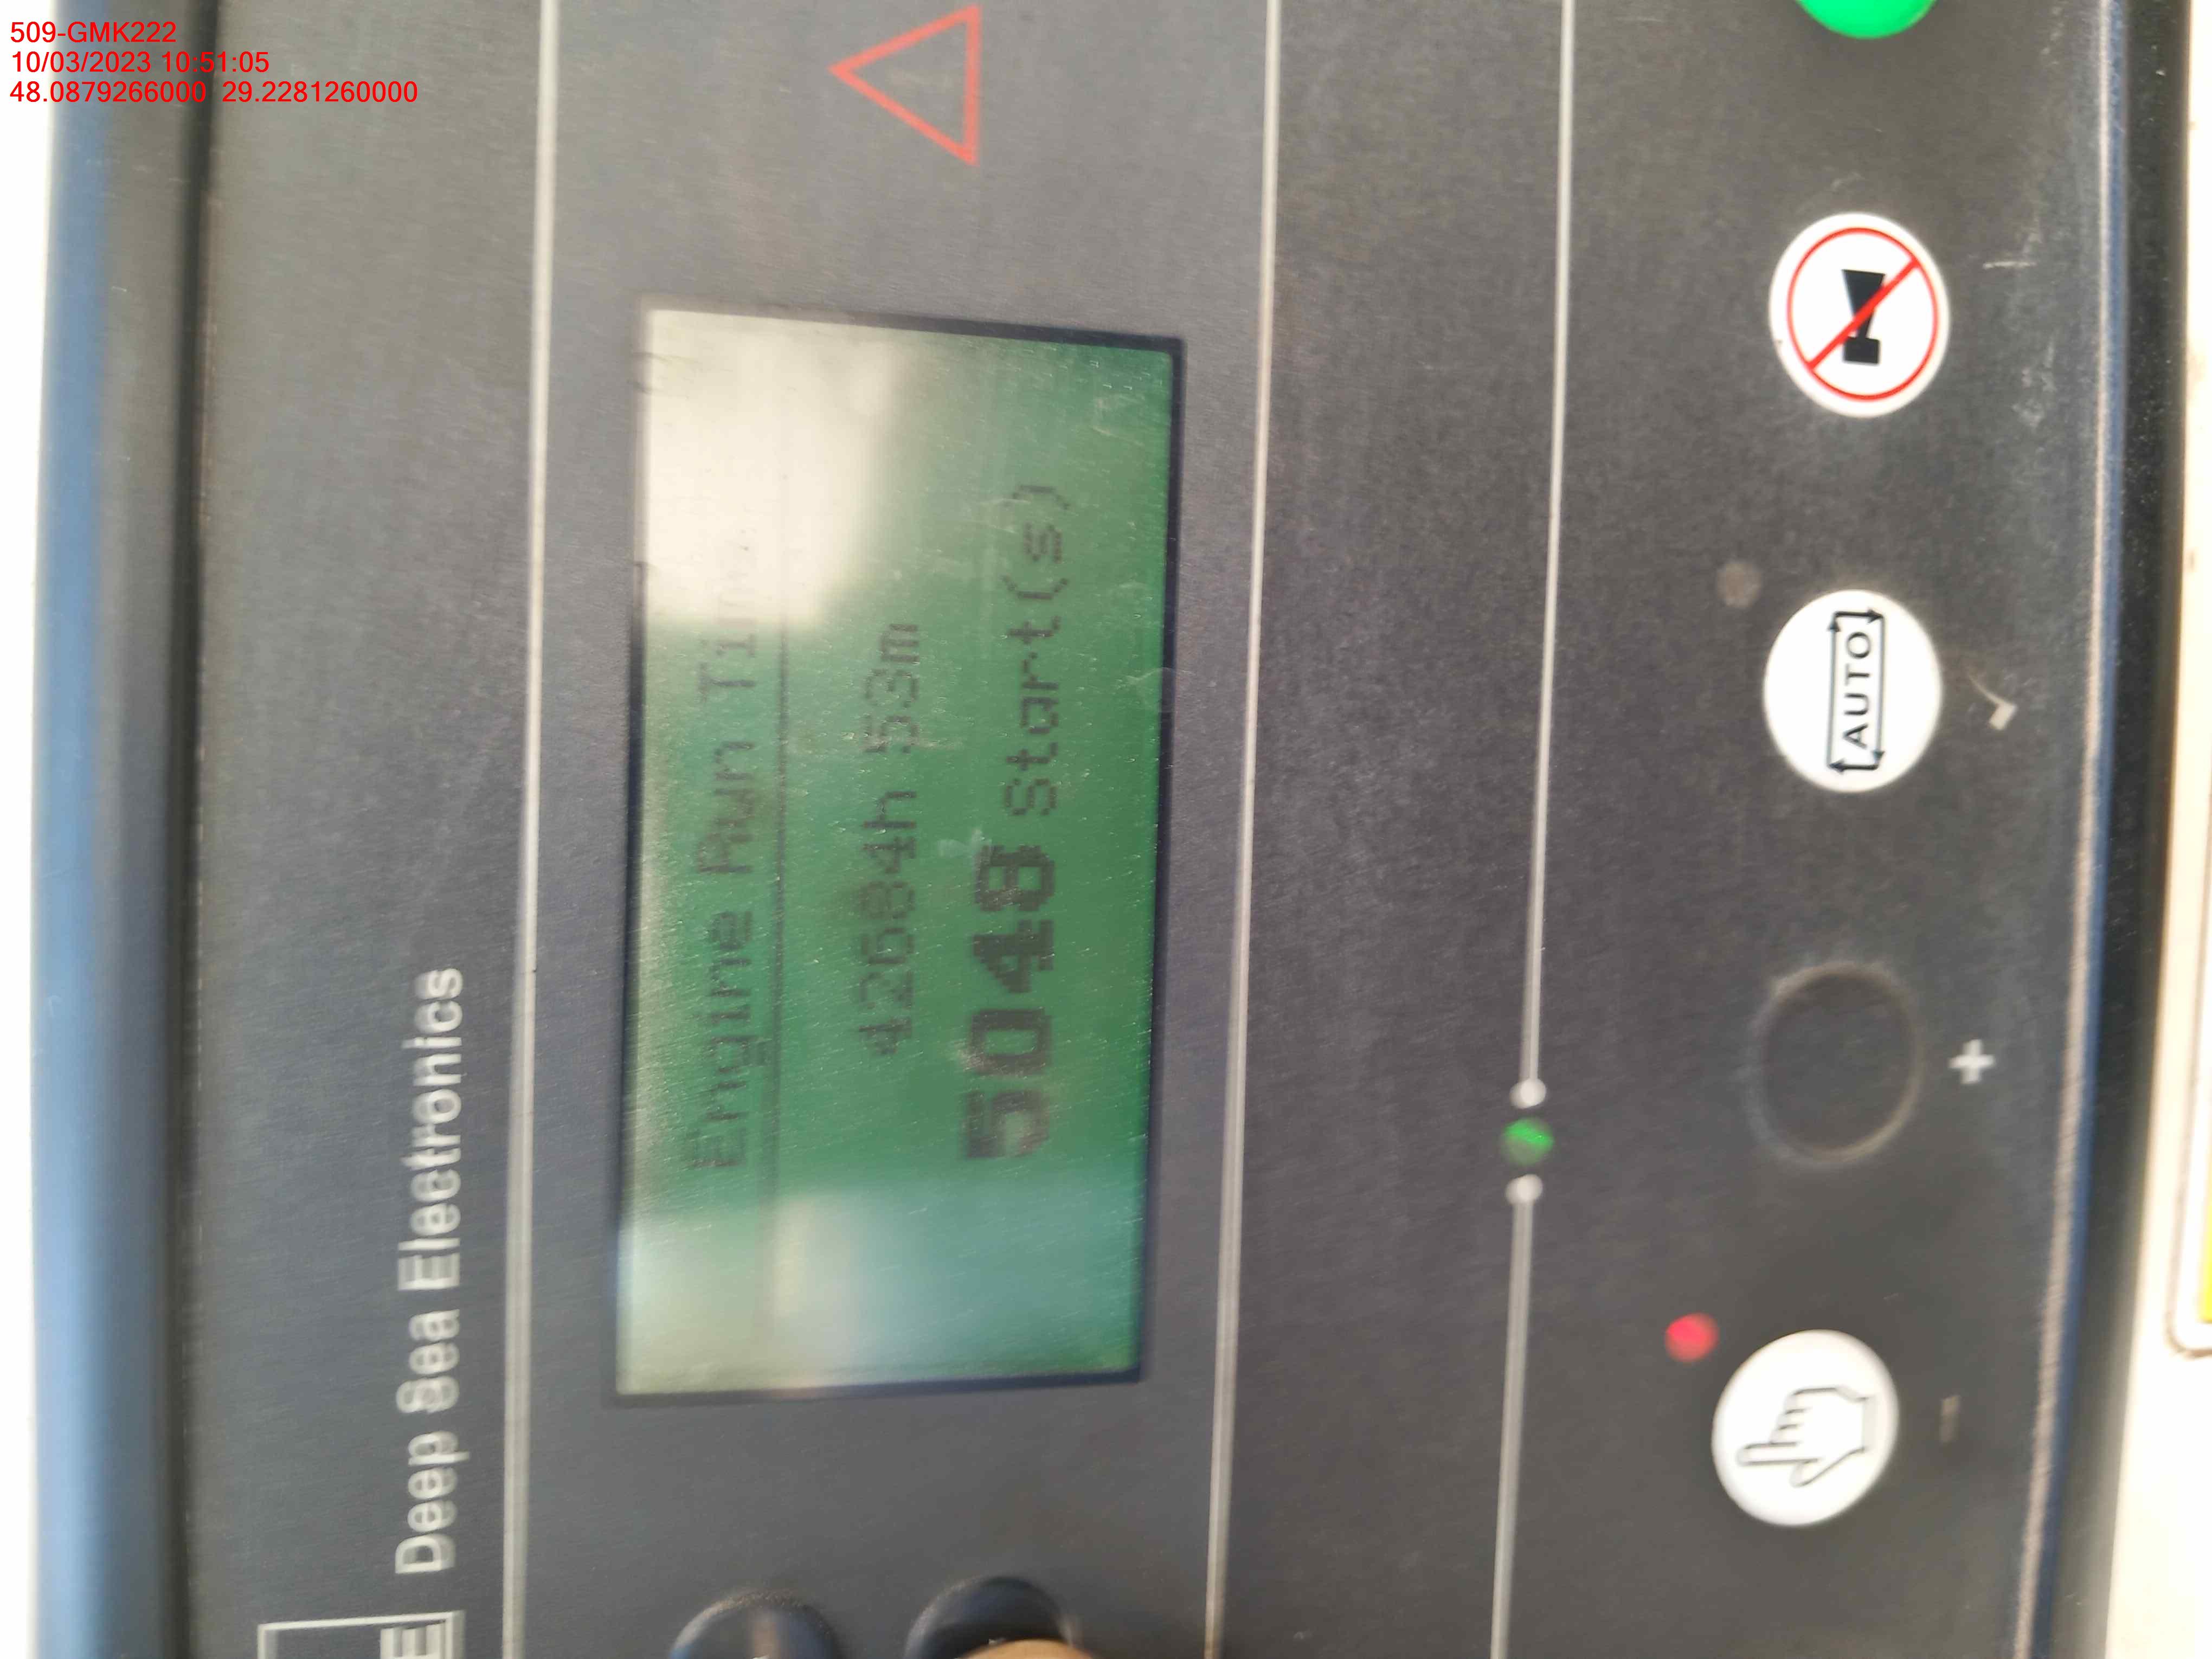 509-GMK222
10/03/2023 10:51:05
48.0879266000 29.2281260000
E Deep Sea Electronics
Engine Run Time
42684h 53m
5048 Start(s)
AUTO
+
-